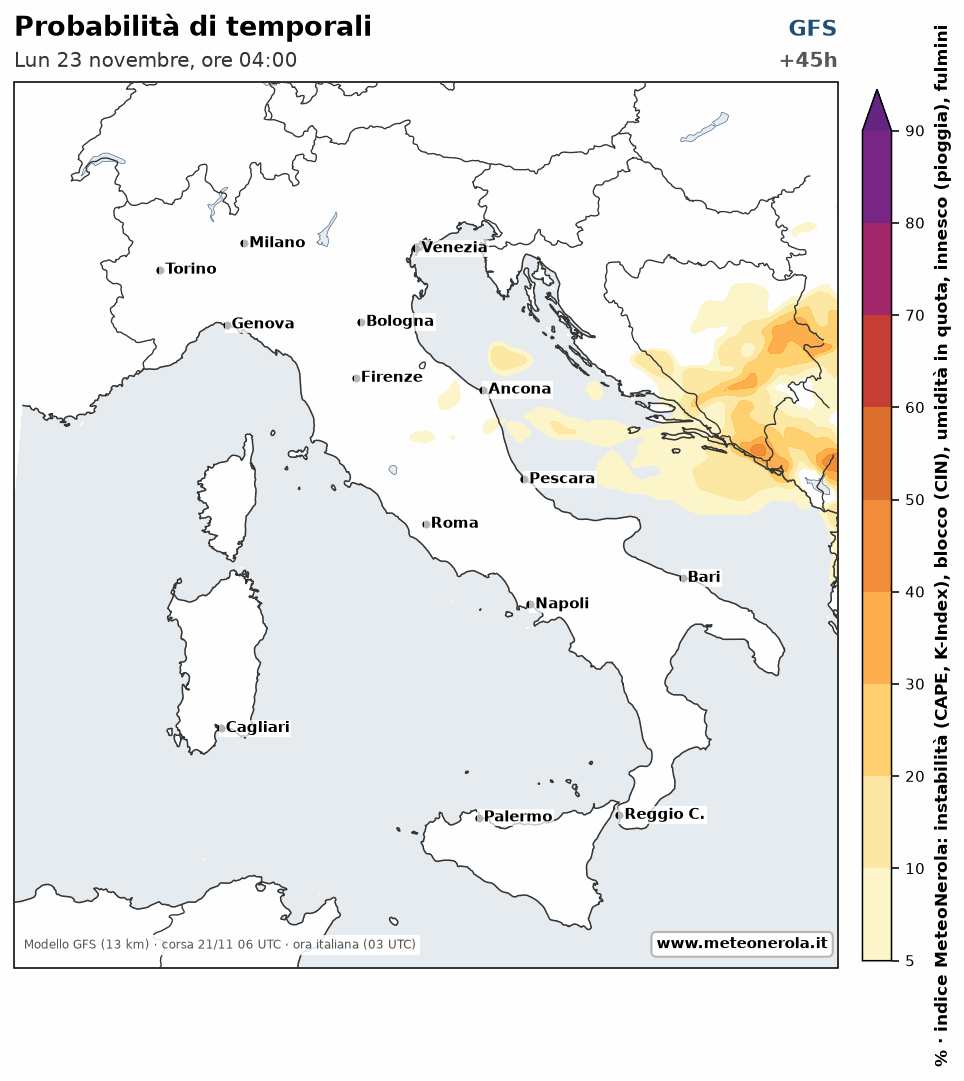 Probabilità di temporali
GFS
Lun 23 novembre, ore 04:00
+45h
Milano
Venezia
Torino
Genova
Bologna
Firenze
Ancona
Pescara
Roma
Bari
Napoli
Cagliari
Palermo
Reggio C.
Modello GFS (13 km) · corsa 21/11 06 UTC · ora italiana (03 UTC)
www.meteonerola.it
90
80
70
60
50
40
30
20
10
5
% · indice MeteoNerola: instabilità (CAPE, K-Index), blocco (CIN), umidità in quota, innesco (pioggia), fulmini